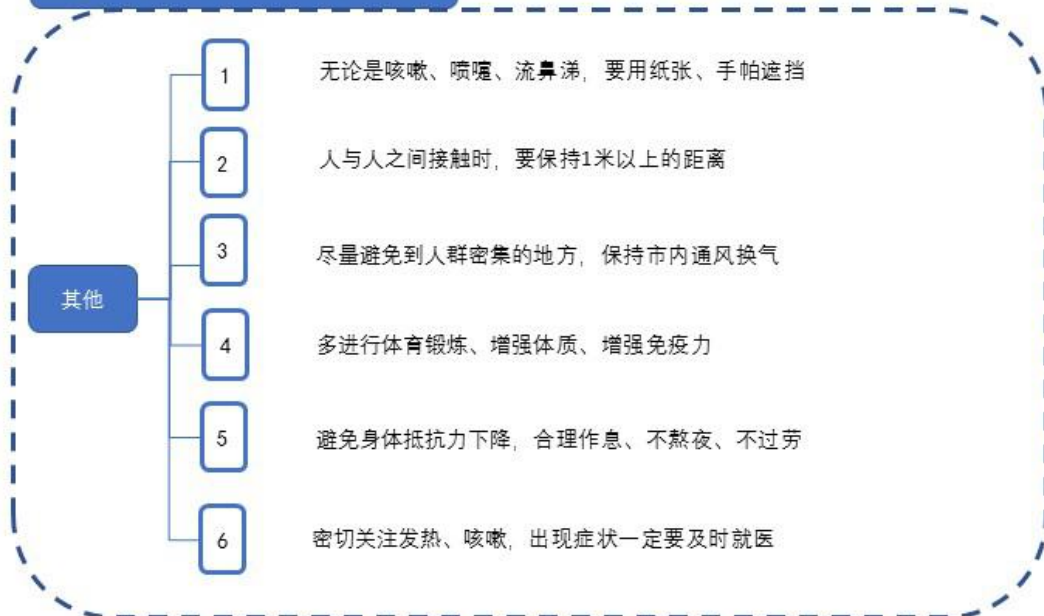 1 无论是咳嗽、喷嚏、流鼻涕，要用纸张、手帕遮挡
2 人与人之间接触时，要保持1米以上的距离
3 尽量避免到人群密集的地方，保持市内通风换气
其他
4 多进行体育锻炼、增强体质、增强免疫力
5 避免身体抵抗力下降，合理作息、不熬夜、不过劳
6 密切关注发热、咳嗽，出现症状一定要及时就医